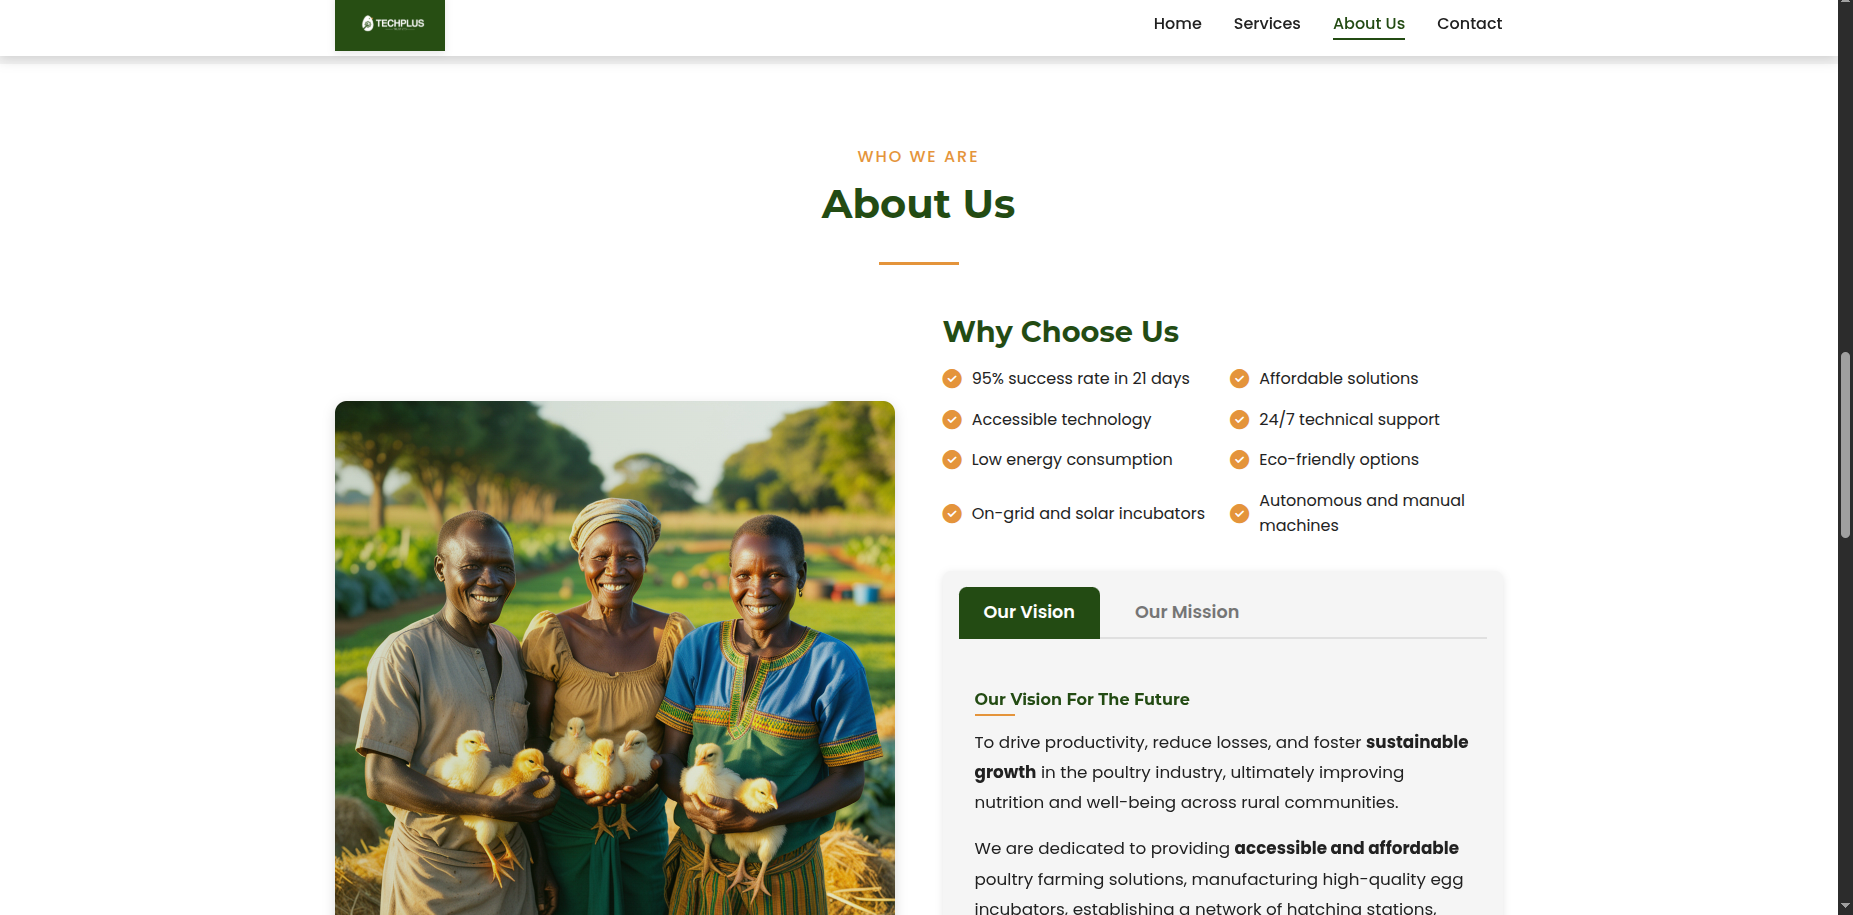 TECHPLUS
Home
Services
About Us
Contact
WHO WE ARE
About Us
Why Choose Us
95% success rate in 21 days
Affordable solutions
Accessible technology
24/7 technical support
Low energy consumption
Eco-friendly options
On-grid and solar incubators
Autonomous and manual
machines
Our Vision
Our Mission
Our Vision For The Future
To drive productivity, reduce losses, and foster sustainable
growth in the poultry industry, ultimately improving
nutrition and well-being across rural communities.
We are dedicated to providing accessible and affordable
poultry farming solutions, manufacturing high-quality egg
incubators, establishing a network of hatching stations,